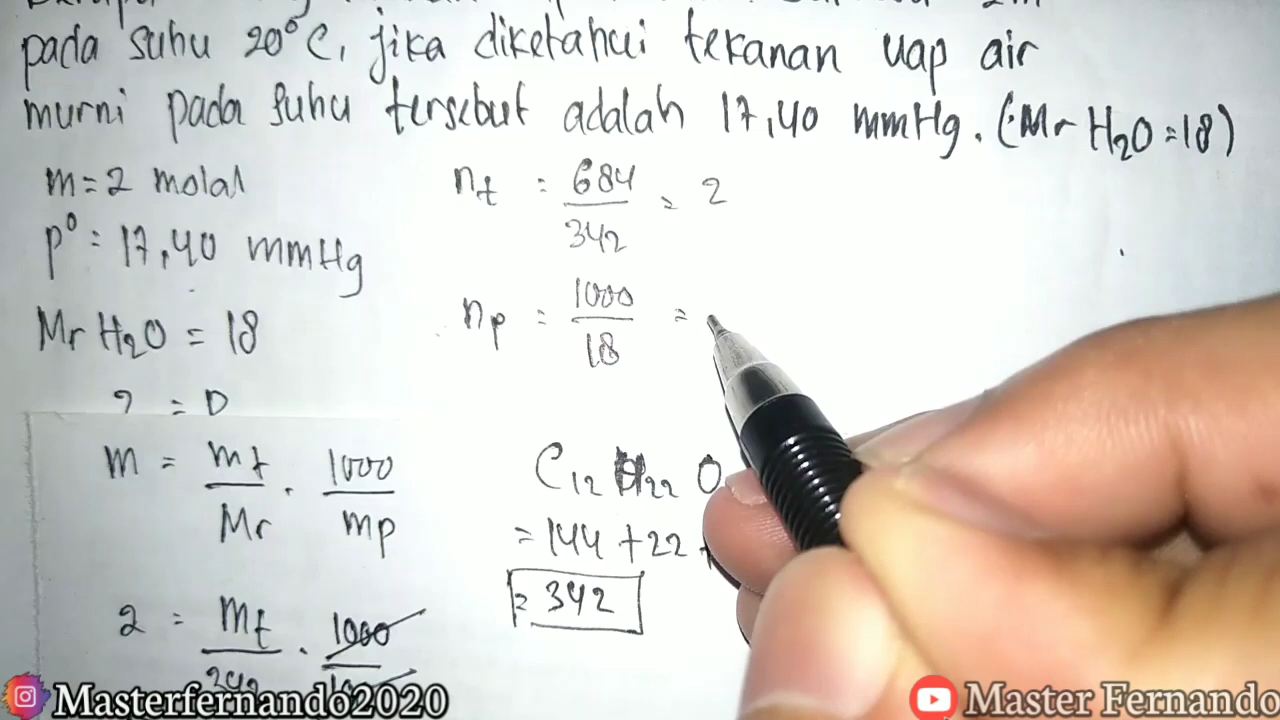 pada suhu 20°C, jika diketahui tekanan uap air
murni pada suhu tersebut adalah 17,40 mmHg. (Mr H₂O = 18)
m = 2 molal
P° = 17,40 mmHg
Mr H₂O = 18
? = P
nt = 684/342 = 2
np = 1000/18 =
m = mt/Mr . 1000/mp
2 = mt/342 . 1000/1000
C₁₂ H₂₂ O
= 144 + 22 +
= 342
Masterfernando2020
Master Fernando